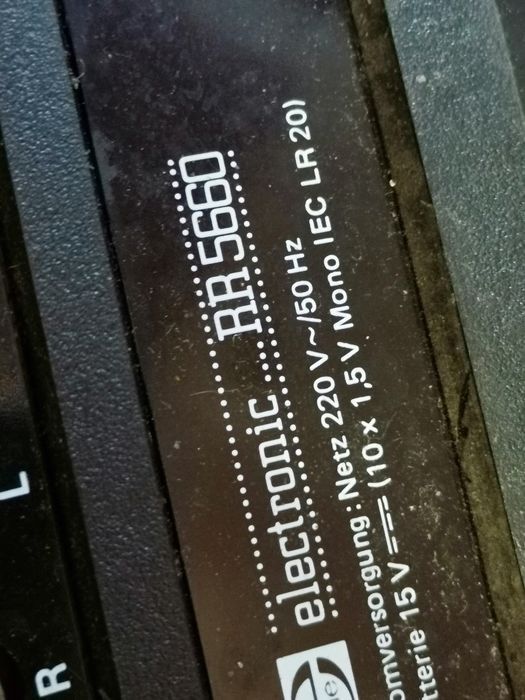 electronic RR 5660
omversorgung: Netz 220 V~/50 Hz
tterie 15 V (10 x 1,5 V Mono IEC LR 20)
L
R